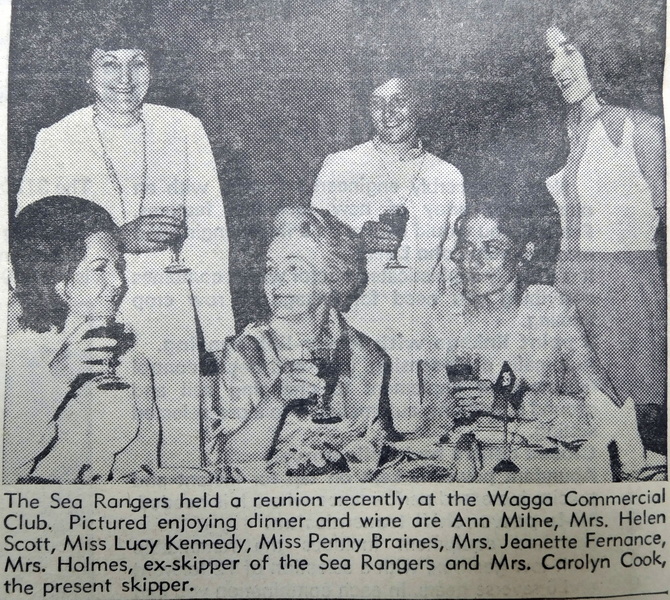 The Sea Rangers held a reunion recently at the Wagga Commercial
Club. Pictured enjoying dinner and wine are Ann Milne, Mrs. Helen
Scott, Miss Lucy Kennedy, Miss Penny Braines, Mrs. Jeanette Fernance,
Mrs. Holmes, ex-skipper of the Sea Rangers and Mrs. Carolyn Cook,
the present skipper.